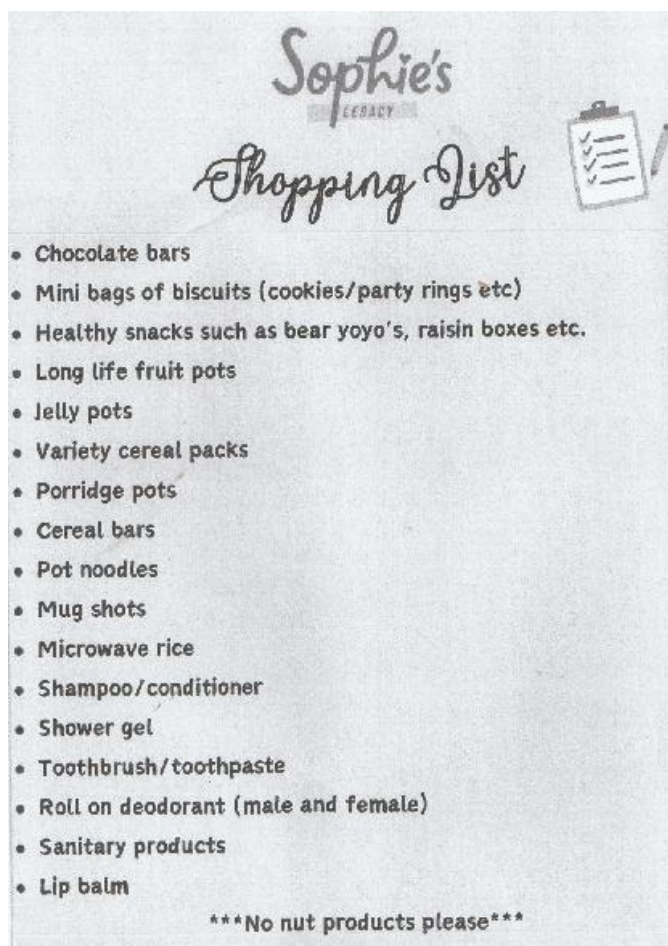 Sophie's
LEGACY
Shopping List
• Chocolate bars
• Mini bags of biscuits (cookies/party rings etc)
• Healthy snacks such as bear yoyo's, raisin boxes etc.
• Long life fruit pots
• Jelly pots
• Variety cereal packs
• Porridge pots
• Cereal bars
• Pot noodles
• Mug shots
• Microwave rice
• Shampoo/conditioner
• Shower gel
• Toothbrush/toothpaste
• Roll on deodorant (male and female)
• Sanitary products
• Lip balm
***No nut products please***